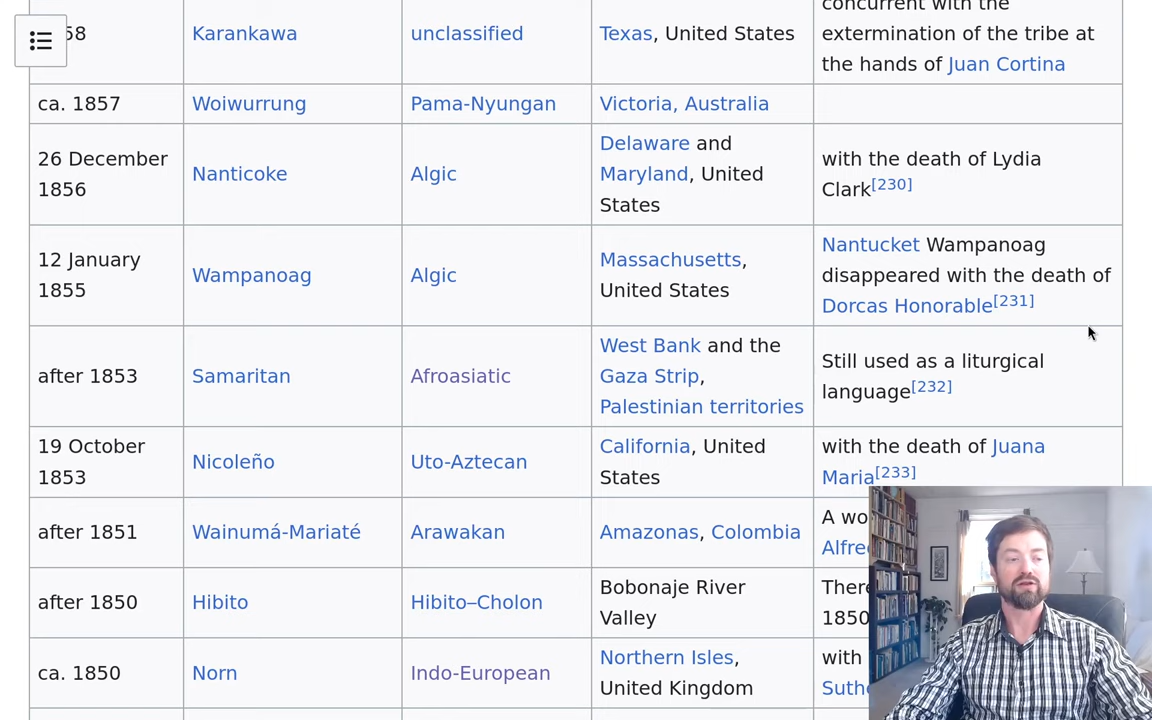 concurrent with the
58 Karankawa unclassified Texas, United States extermination of the tribe at
the hands of Juan Cortina
ca. 1857 Woiwurrung Pama-Nyungan Victoria, Australia
26 December
1856
Nanticoke
Algic
Delaware and
Maryland, United
States
with the death of Lydia
Clark[230]
12 January
1855
Wampanoag
Algic
Massachusetts,
United States
Nantucket Wampanoag
disappeared with the death of
Dorcas Honorable[231]
after 1853
Samaritan
Afroasiatic
West Bank and the
Gaza Strip,
Palestinian territories
Still used as a liturgical
language[232]
19 October
1853
Nicoleño
Uto-Aztecan
California, United
States
with the death of Juana
Maria[233]
after 1851
Wainumá-Mariaté
Arawakan
Amazonas, Colombia
A wo
Alfre
after 1850
Hibito
Hibito–Cholon
Bobonaje River
Valley
There
1850
ca. 1850
Norn
Indo-European
Northern Isles,
United Kingdom
with
Suth